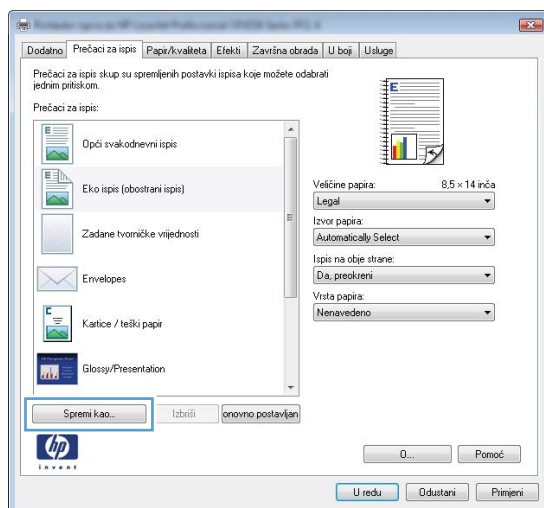 Dodatno Prečaci za ispis Papir/kvaliteta Efekti Završna obrada U boji Usluge
Prečaci za ispis skup su spremljenih postavki ispisa koje možete odabrati
jednim pritiskom.
Prečaci za ispis:
E
Opći svakodnevni ispis
E
Eko ispis (obostrani ispis)
Zadane tvorničke vrijednosti
Envelopes
C
Kartice / teški papir
Glossy/Presentation
Spremi kao...
Izbriši
onovno postavljan
E
Veličine papira: 8,5 × 14 inča
Legal
Izvor papira:
Automatically Select
Ispis na obje strane:
Da, preokreni
Vrsta papira:
Nenavedeno
hp
invent
O...
Pomoć
U redu
Odustani
Primjeni